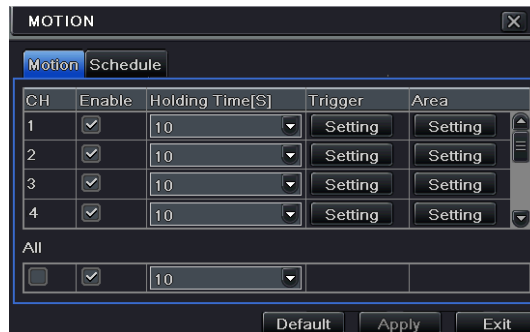 MOTION
Motion Schedule
CH Enable Holding Time[S] Trigger Area
1 10 Setting Setting
2 10 Setting Setting
3 10 Setting Setting
4 10 Setting Setting
All
10
Default Apply Exit